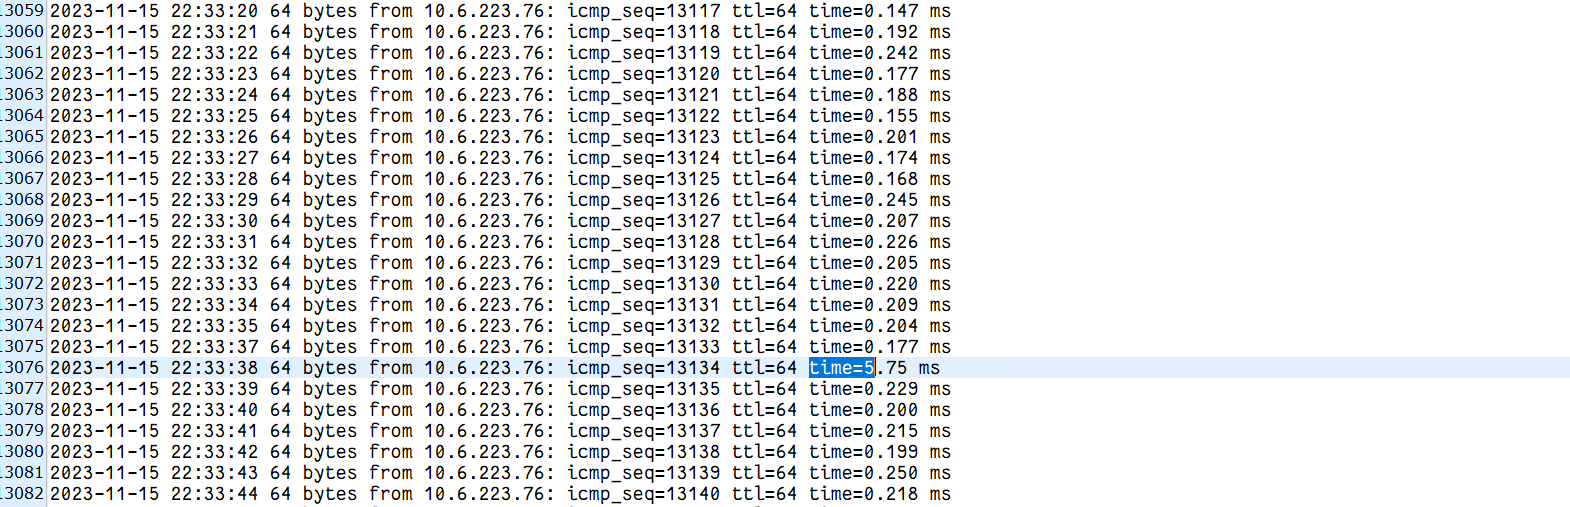 13059 2023-11-15 22:33:20 64 bytes from 10.6.223.76: icmp_seq=13117 ttl=64 time=0.147 ms
13060 2023-11-15 22:33:21 64 bytes from 10.6.223.76: icmp_seq=13118 ttl=64 time=0.192 ms
13061 2023-11-15 22:33:22 64 bytes from 10.6.223.76: icmp_seq=13119 ttl=64 time=0.242 ms
13062 2023-11-15 22:33:23 64 bytes from 10.6.223.76: icmp_seq=13120 ttl=64 time=0.177 ms
13063 2023-11-15 22:33:24 64 bytes from 10.6.223.76: icmp_seq=13121 ttl=64 time=0.188 ms
13064 2023-11-15 22:33:25 64 bytes from 10.6.223.76: icmp_seq=13122 ttl=64 time=0.155 ms
13065 2023-11-15 22:33:26 64 bytes from 10.6.223.76: icmp_seq=13123 ttl=64 time=0.201 ms
13066 2023-11-15 22:33:27 64 bytes from 10.6.223.76: icmp_seq=13124 ttl=64 time=0.174 ms
13067 2023-11-15 22:33:28 64 bytes from 10.6.223.76: icmp_seq=13125 ttl=64 time=0.168 ms
13068 2023-11-15 22:33:29 64 bytes from 10.6.223.76: icmp_seq=13126 ttl=64 time=0.245 ms
13069 2023-11-15 22:33:30 64 bytes from 10.6.223.76: icmp_seq=13127 ttl=64 time=0.207 ms
13070 2023-11-15 22:33:31 64 bytes from 10.6.223.76: icmp_seq=13128 ttl=64 time=0.226 ms
13071 2023-11-15 22:33:32 64 bytes from 10.6.223.76: icmp_seq=13129 ttl=64 time=0.205 ms
13072 2023-11-15 22:33:33 64 bytes from 10.6.223.76: icmp_seq=13130 ttl=64 time=0.220 ms
13073 2023-11-15 22:33:34 64 bytes from 10.6.223.76: icmp_seq=13131 ttl=64 time=0.209 ms
13074 2023-11-15 22:33:35 64 bytes from 10.6.223.76: icmp_seq=13132 ttl=64 time=0.204 ms
13075 2023-11-15 22:33:37 64 bytes from 10.6.223.76: icmp_seq=13133 ttl=64 time=0.177 ms
13076 2023-11-15 22:33:38 64 bytes from 10.6.223.76: icmp_seq=13134 ttl=64 time=5.75 ms
13077 2023-11-15 22:33:39 64 bytes from 10.6.223.76: icmp_seq=13135 ttl=64 time=0.229 ms
13078 2023-11-15 22:33:40 64 bytes from 10.6.223.76: icmp_seq=13136 ttl=64 time=0.200 ms
13079 2023-11-15 22:33:41 64 bytes from 10.6.223.76: icmp_seq=13137 ttl=64 time=0.215 ms
13080 2023-11-15 22:33:42 64 bytes from 10.6.223.76: icmp_seq=13138 ttl=64 time=0.199 ms
13081 2023-11-15 22:33:43 64 bytes from 10.6.223.76: icmp_seq=13139 ttl=64 time=0.250 ms
13082 2023-11-15 22:33:44 64 bytes from 10.6.223.76: icmp_seq=13140 ttl=64 time=0.218 ms